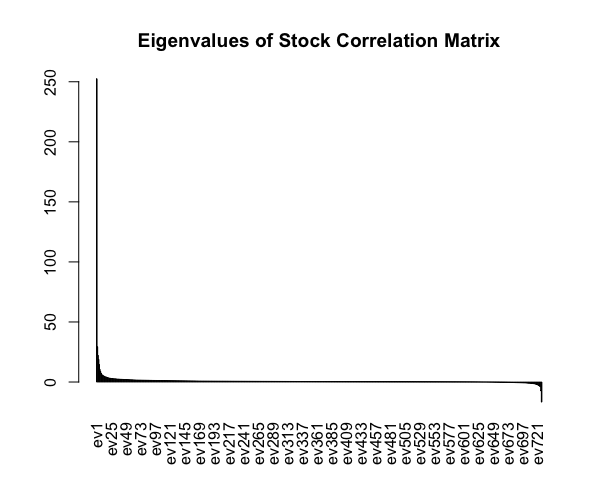 Eigenvalues of Stock Correlation Matrix
250
200
150
100
50
0
ev1
ev25
ev49
ev73
ev97
ev121
ev145
ev169
ev193
ev217
ev241
ev265
ev289
ev313
ev337
ev361
ev385
ev409
ev433
ev457
ev481
ev505
ev529
ev553
ev577
ev601
ev625
ev649
ev673
ev697
ev721